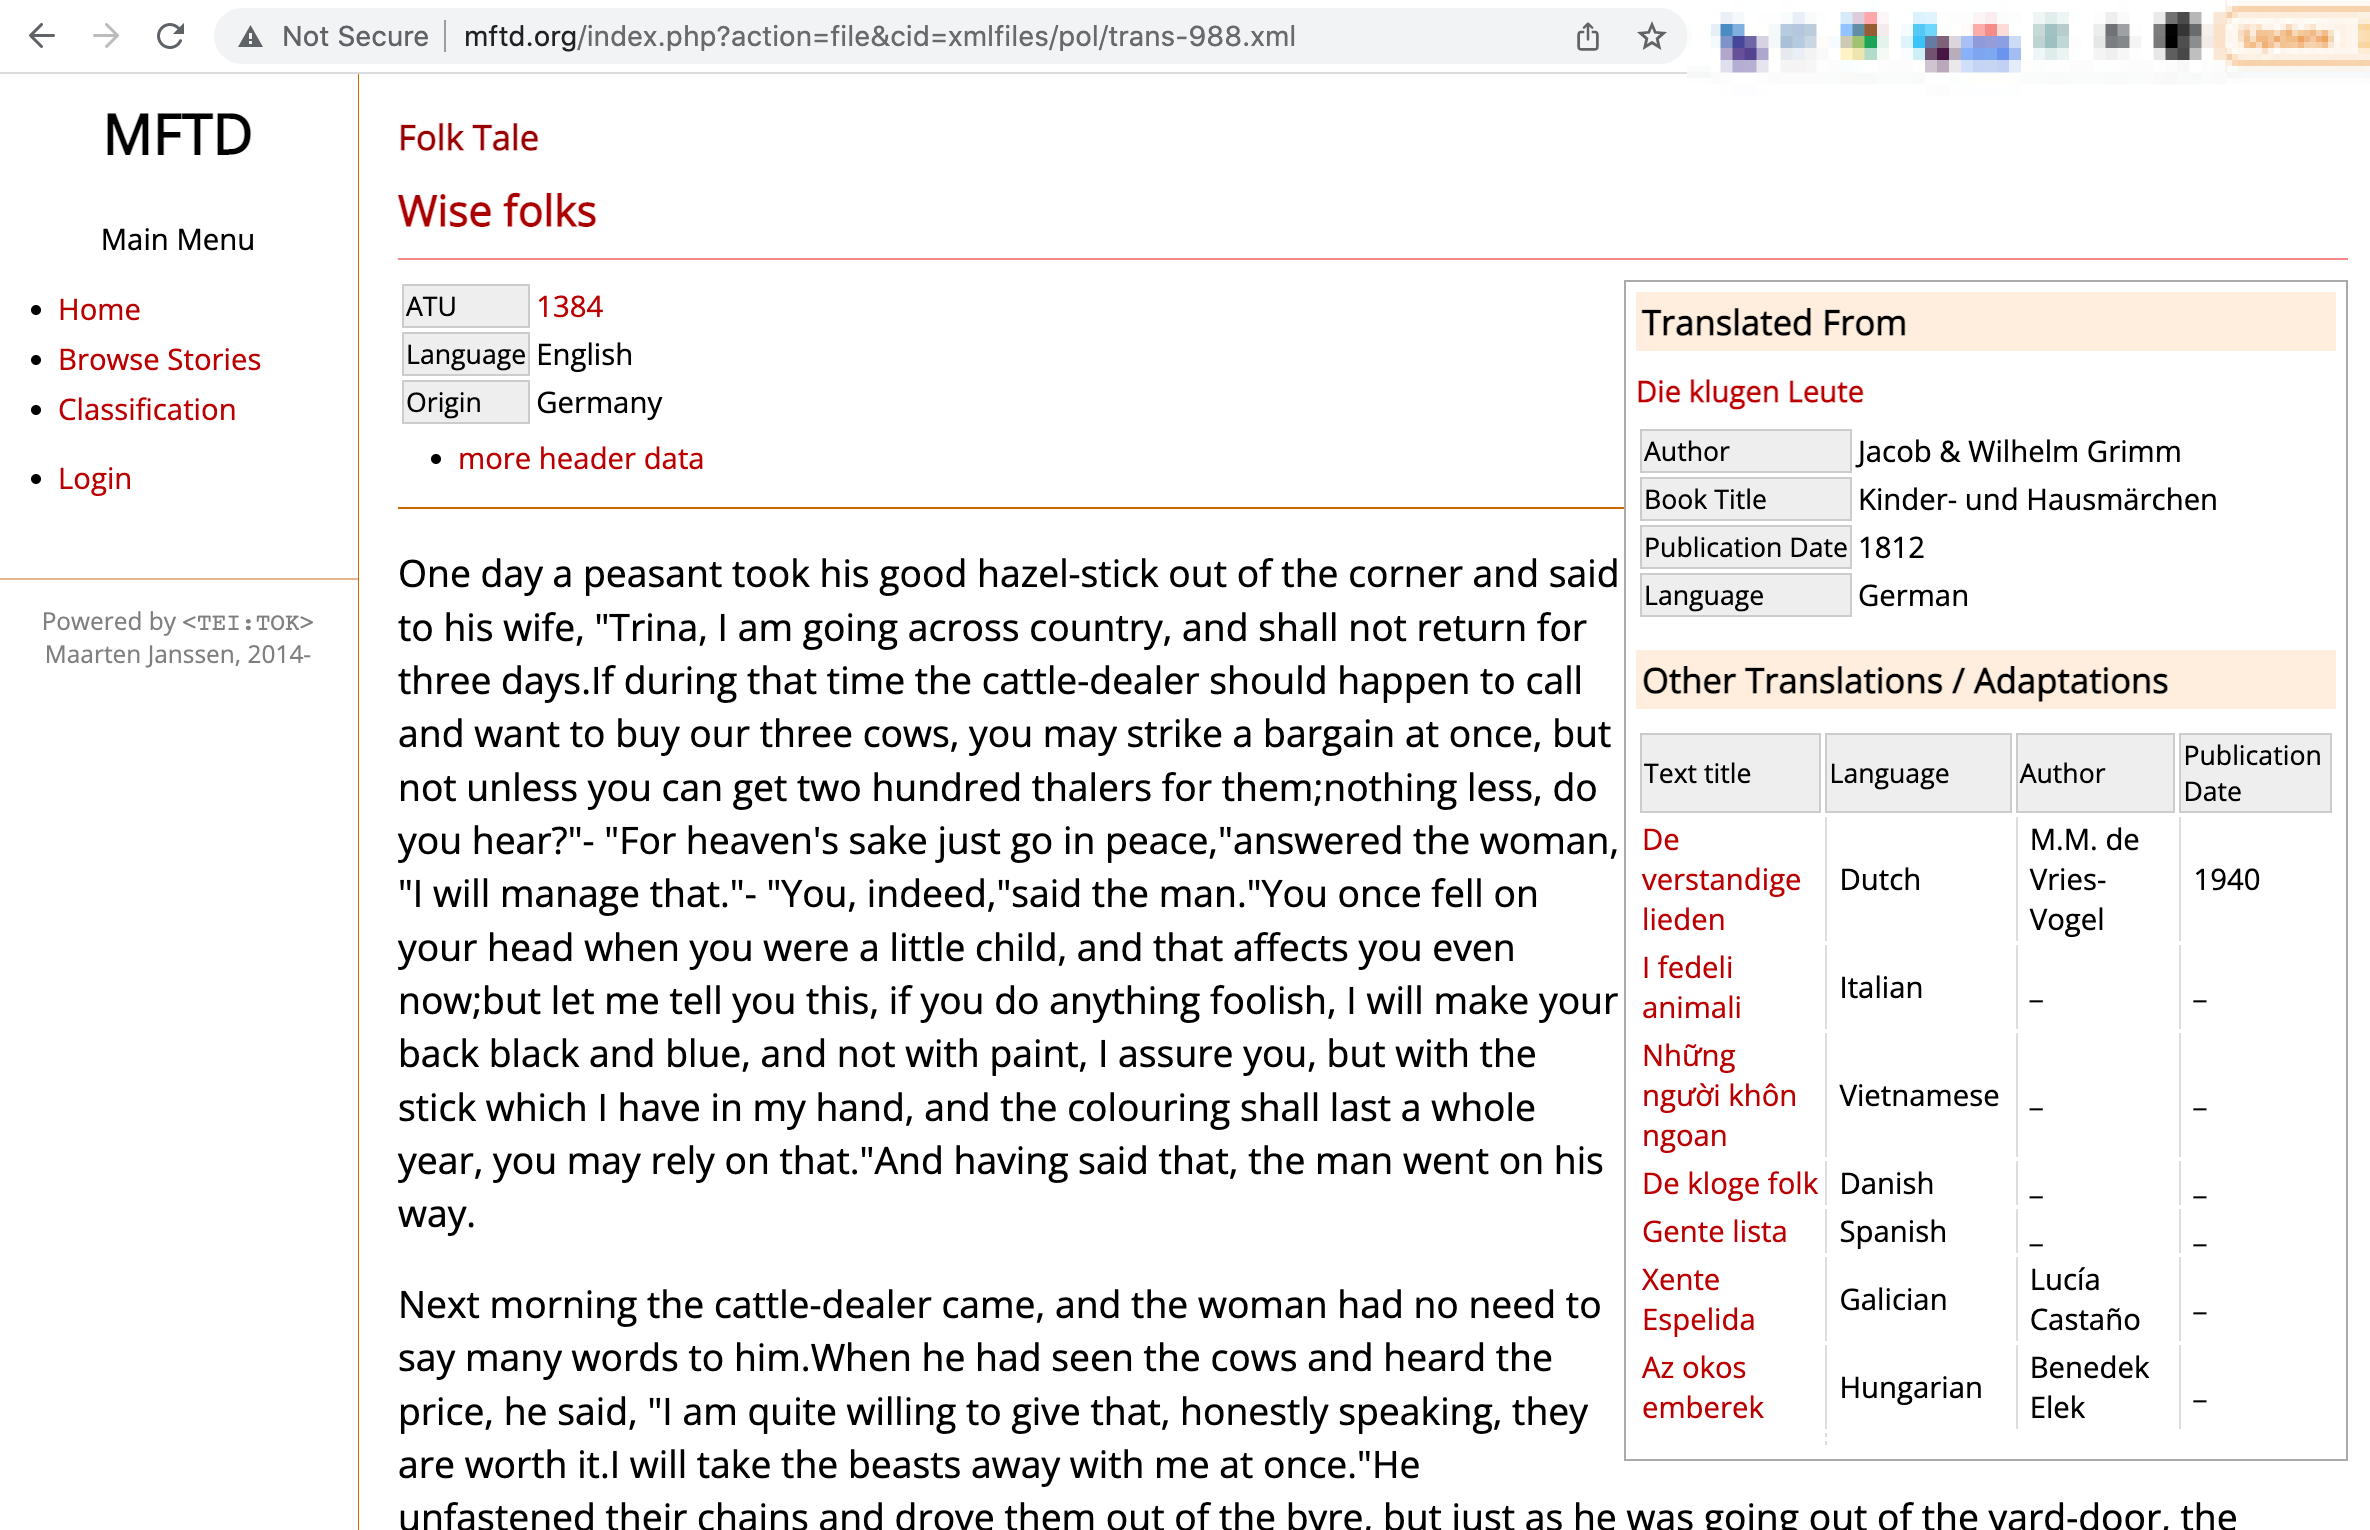 Not Secure
mftd.org/index.php?action=file&cid=xmlfiles/pol/trans-988.xml
MFTD
Main Menu
Home
Browse Stories
Classification
Login
Powered by <TEI:TOK>
Maarten Janssen, 2014-
Folk Tale
Wise folks
ATU 1384
Language English
Origin Germany
more header data
One day a peasant took his good hazel-stick out of the corner and said
to his wife, "Trina, I am going across country, and shall not return for
three days.If during that time the cattle-dealer should happen to call
and want to buy our three cows, you may strike a bargain at once, but
not unless you can get two hundred thalers for them;nothing less, do
you hear?"- "For heaven's sake just go in peace,"answered the woman,
"I will manage that."- "You, indeed,"said the man."You once fell on
your head when you were a little child, and that affects you even
now;but let me tell you this, if you do anything foolish, I will make your
back black and blue, and not with paint, I assure you, but with the
stick which I have in my hand, and the colouring shall last a whole
year, you may rely on that."And having said that, the man went on his
way.
Next morning the cattle-dealer came, and the woman had no need to
say many words to him.When he had seen the cows and heard the
price, he said, "I am quite willing to give that, honestly speaking, they
are worth it.I will take the beasts away with me at once."He
unfastened their chains and drove them out of the byre, but just as he was going out of the yard-door, the
Translated From
Die klugen Leute
Author Jacob & Wilhelm Grimm
Book Title Kinder- und Hausmärchen
Publication Date 1812
Language German
Other Translations / Adaptations
Text title Language Author Publication
Date
De
verstandige
lieden
Dutch
M.M. de
Vries-
Vogel
1940
I fedeli
animali
Italian _ _
Những
người khôn
ngoan
Vietnamese _ _
De kloge folk Danish _ _
Gente lista Spanish _ _
Xente
Espelida
Galician
Lucía
Castaño
_
Az okos
emberek
Hungarian
Benedek
Elek
_